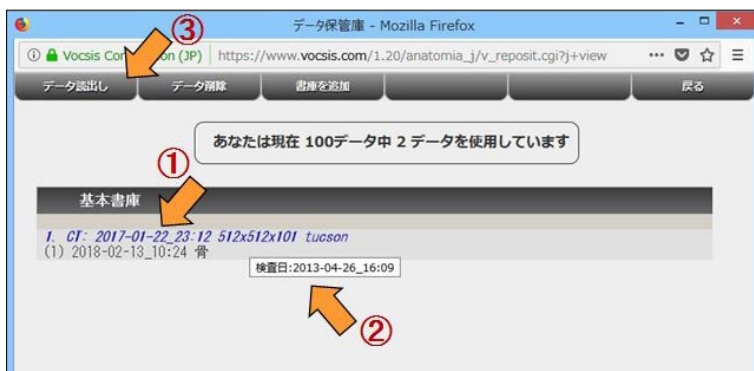 データ保管庫 - Mozilla Firefox
③
Vocsis Cor on (JP) https://www.vocsis.com/1.20/anatomia_j/v_reposit.cgi?j+view
データ読出し データ削除 書庫を追加 戻る
あなたは現在 100データ中 2 データを使用しています
①
基本書庫
1. CT: 2017-01-22_23:12 512x512x101 tucson
(1) 2018-02-13_10:24 骨
検査日:2013-04-26_16:09
②